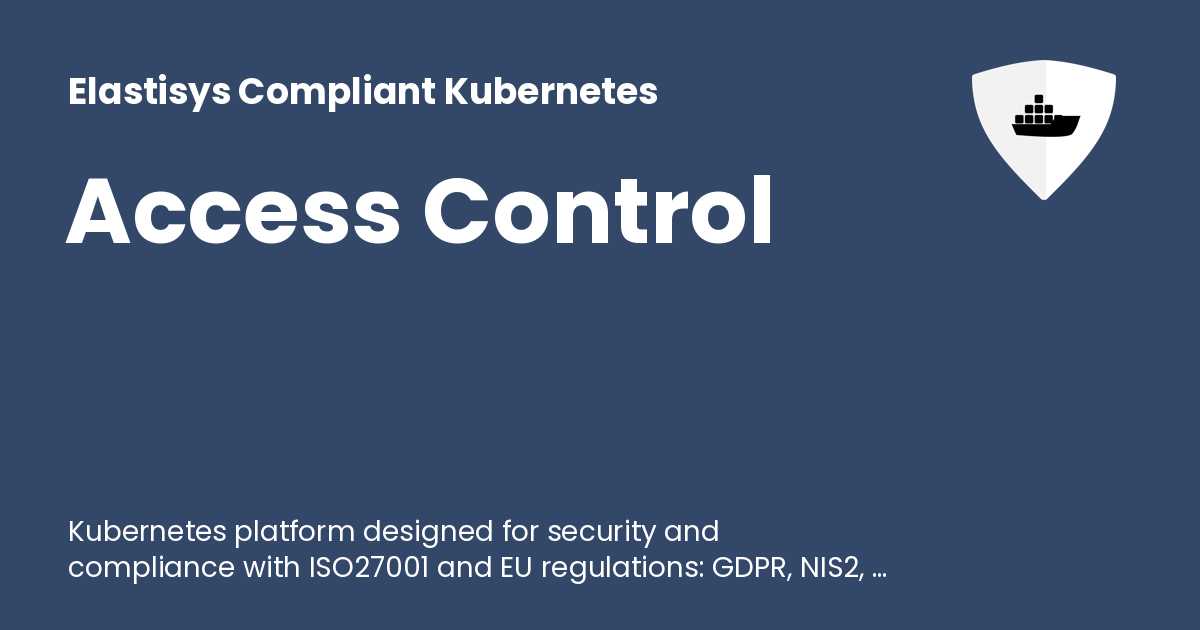 Elastisys Compliant Kubernetes
Access Control
Kubernetes platform designed for security and
compliance with ISO27001 and EU regulations: GDPR, NIS2, ...